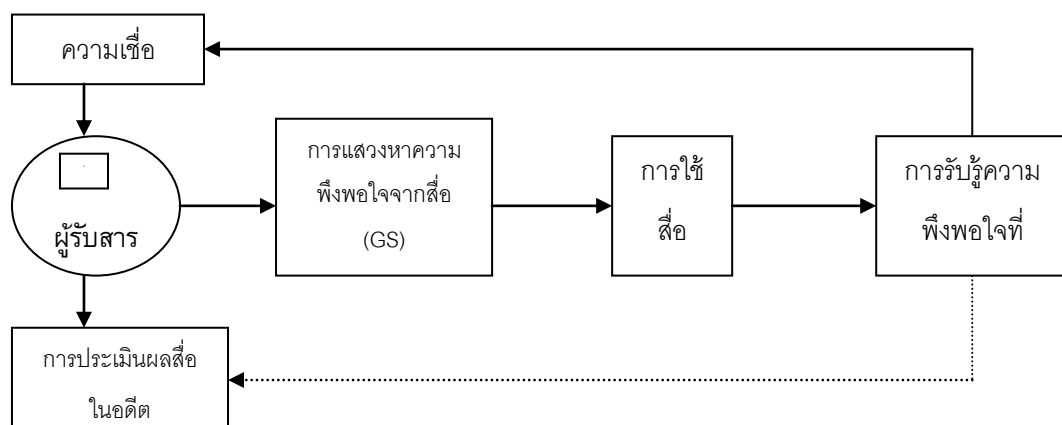 ความเชื่อ
ผู้รับสาร
การแสวงหาความ
พึงพอใจจากสื่อ
(GS)
การใช้
สื่อ
การรับรู้ความ
พึงพอใจที่
การประเมินผลสื่อ
ในอดีต